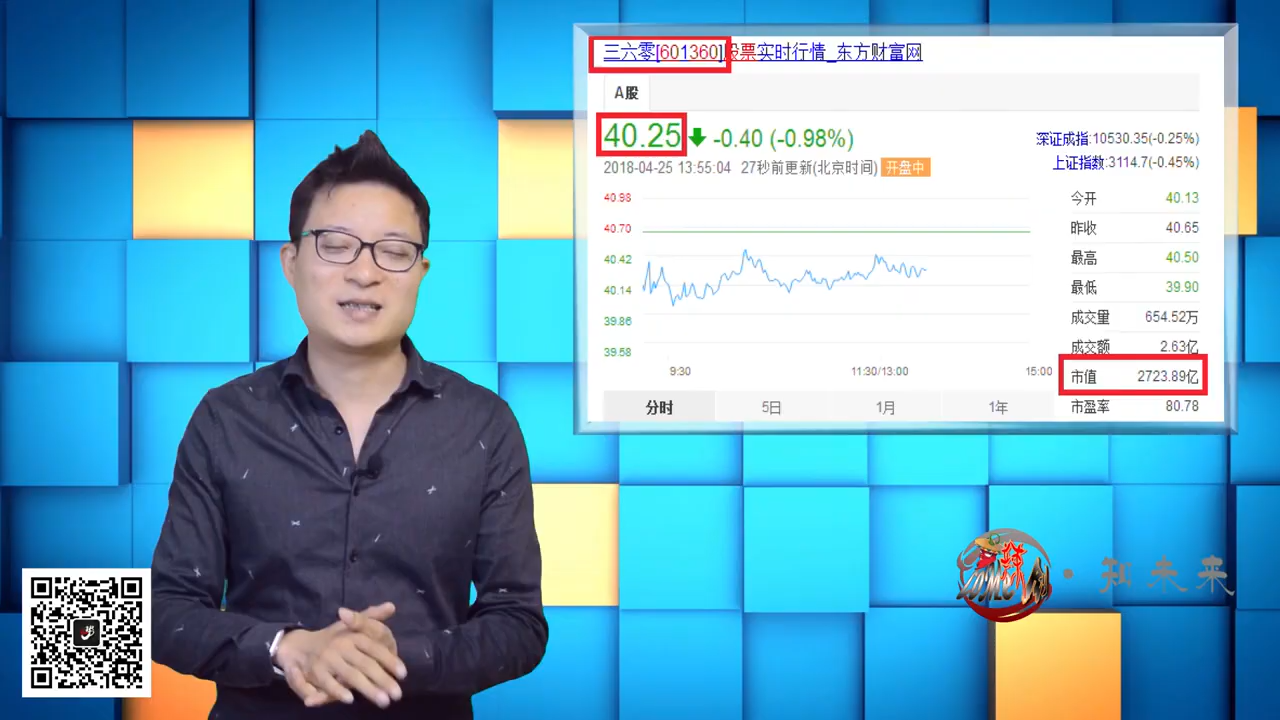 三六零[601360]股票实时行情_东方财富网
A股
40.25 -0.40 (-0.98%)
2018-04-25 13:55:04 27秒前更新(北京时间) 开盘中
深证成指:10530.35(-0.25%)
上证指数:3114.7(-0.45%)
40.98
40.70
40.42
40.14
39.86
39.58
9:30 11:30/13:00 15:00
分时 5日 1月 1年
今开 40.13
昨收 40.65
最高 40.50
最低 39.90
成交量 654.52万
成交额 2.63亿
市值 2723.89亿
市盈率 80.78
·知未来